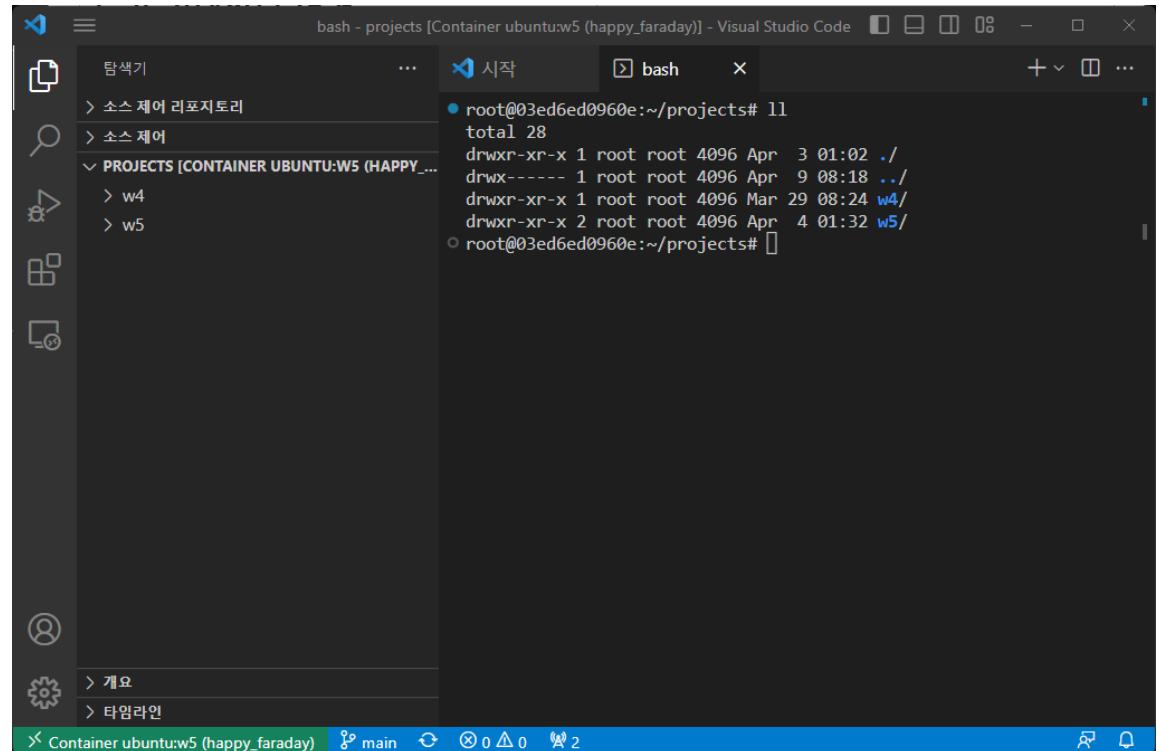 bash - projects [Container ubuntu:w5 (happy_faraday)] - Visual Studio Code
탐색기
시작
bash
소스 제어 리포지토리
소스 제어
PROJECTS [CONTAINER UBUNTU:W5 (HAPPY_...
w4
w5
root@03ed6ed0960e:~/projects# ll
total 28
drwxr-xr-x 1 root root 4096 Apr  3 01:02 ./
drwx------ 1 root root 4096 Apr  9 08:18 ../
drwxr-xr-x 1 root root 4096 Mar 29 08:24 w4/
drwxr-xr-x 2 root root 4096 Apr  4 01:32 w5/
root@03ed6ed0960e:~/projects#
개요
타임라인
Container ubuntu:w5 (happy_faraday)
main
0
0
2